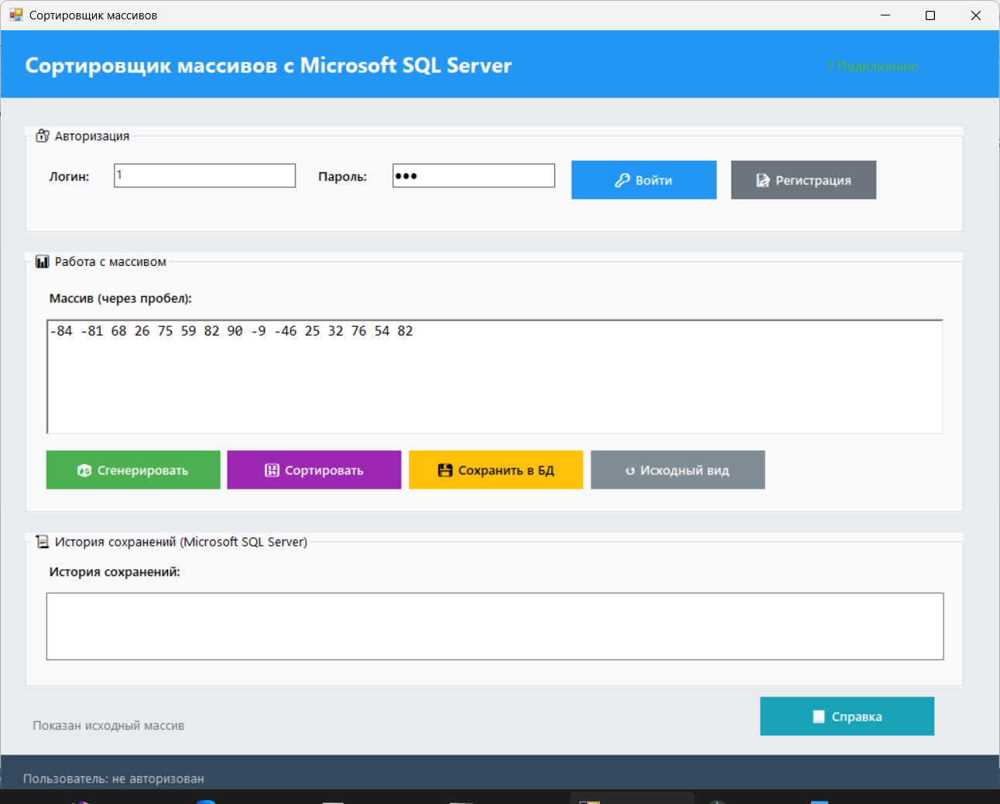 Сортировщик массивов
Сортировщик массивов с Microsoft SQL Server
? Подключено
Авторизация
Логин: 1 Пароль: ●●● Войти Регистрация
Работа с массивом
Массив (через пробел):
-84 -81 68 26 75 59 82 90 -9 -46 25 32 76 54 82
Сгенерировать Сортировать Сохранить в БД ↺ Исходный вид
История сохранений (Microsoft SQL Server)
История сохранений:
Справка
Показан исходный массив
Пользователь: не авторизован